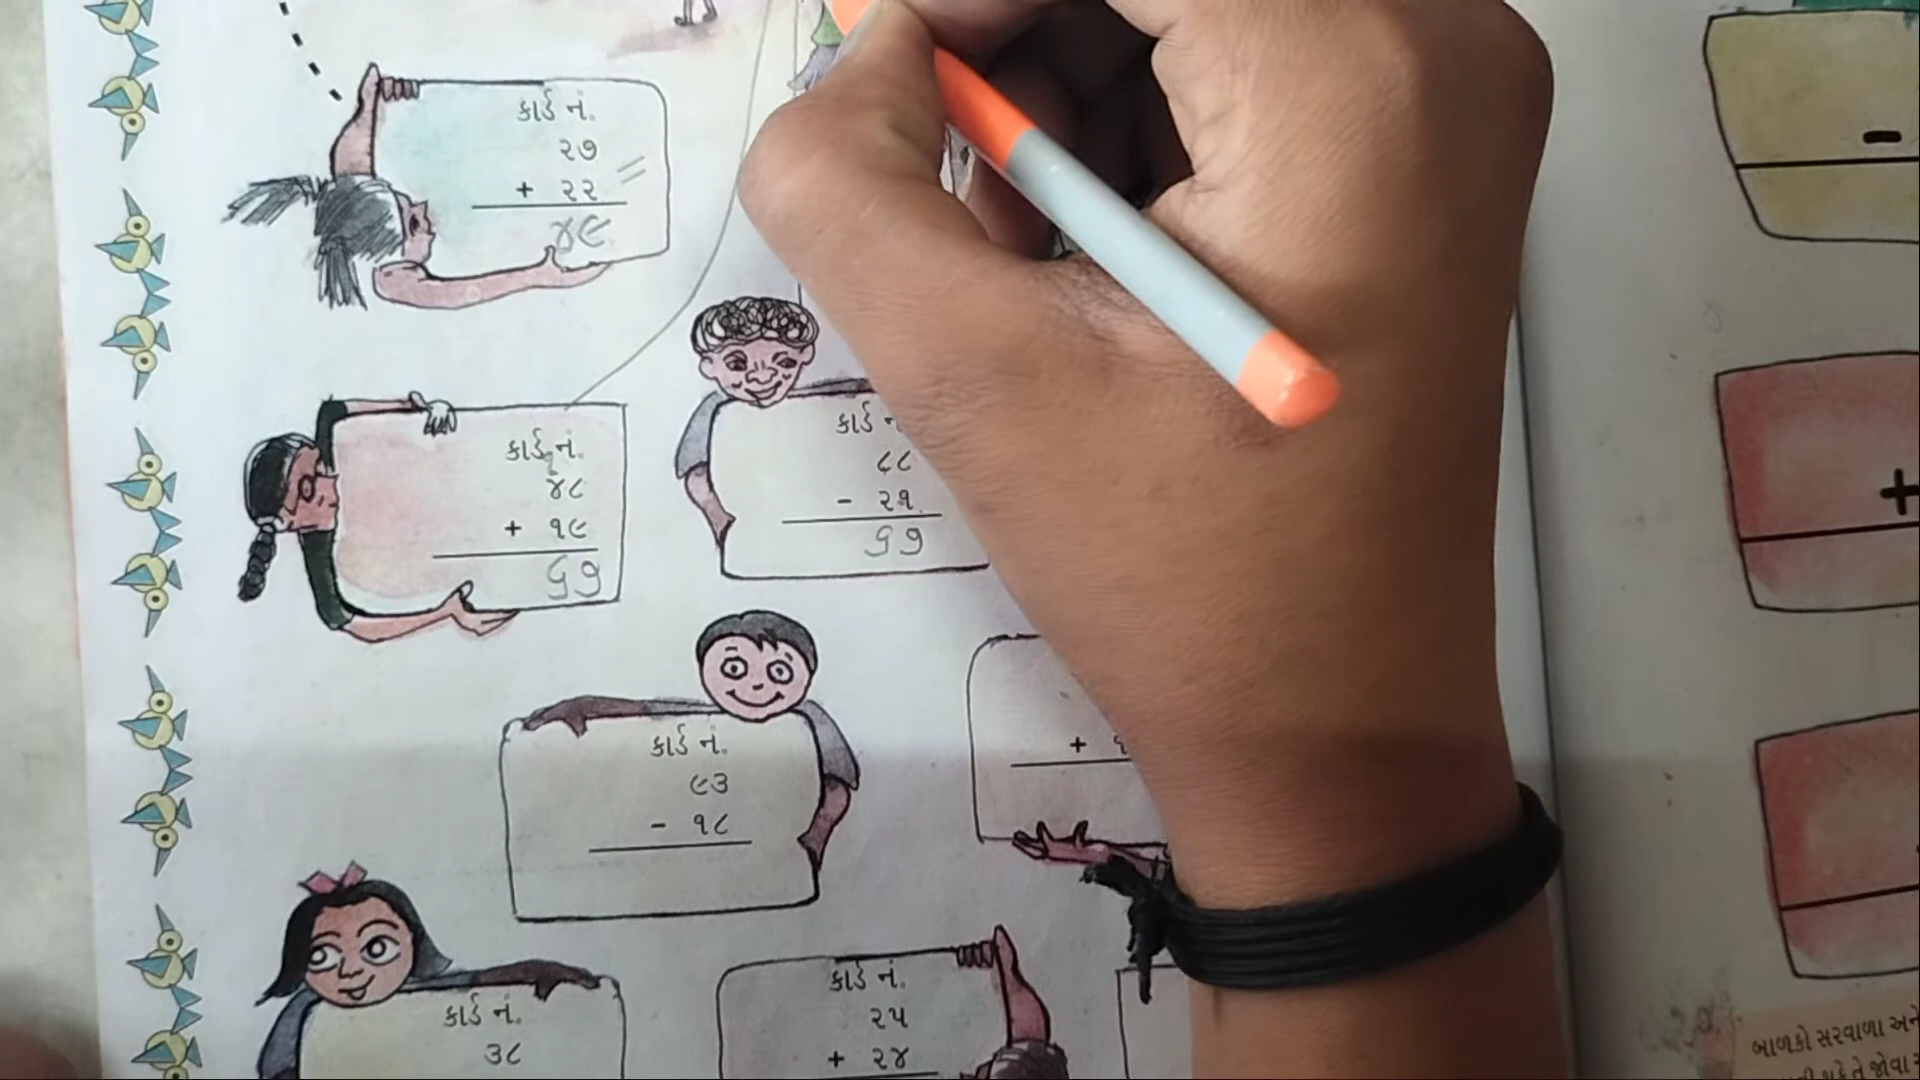 કાર્ડ નં.
૨૭
+ ૨૨ =
૪૯
કાર્ડ નં.
૪૮
+ ૧૯
૬૭
કાર્ડ
૮૮
- ૨૧
૬૭
કાર્ડ નં.
૯૩
- ૧૮
+
કાર્ડ નં.
૩૮
કાર્ડ નં.
૨૫
+ ૨૪
-
+
બાળકો સરવાળા અને
તે જોવા